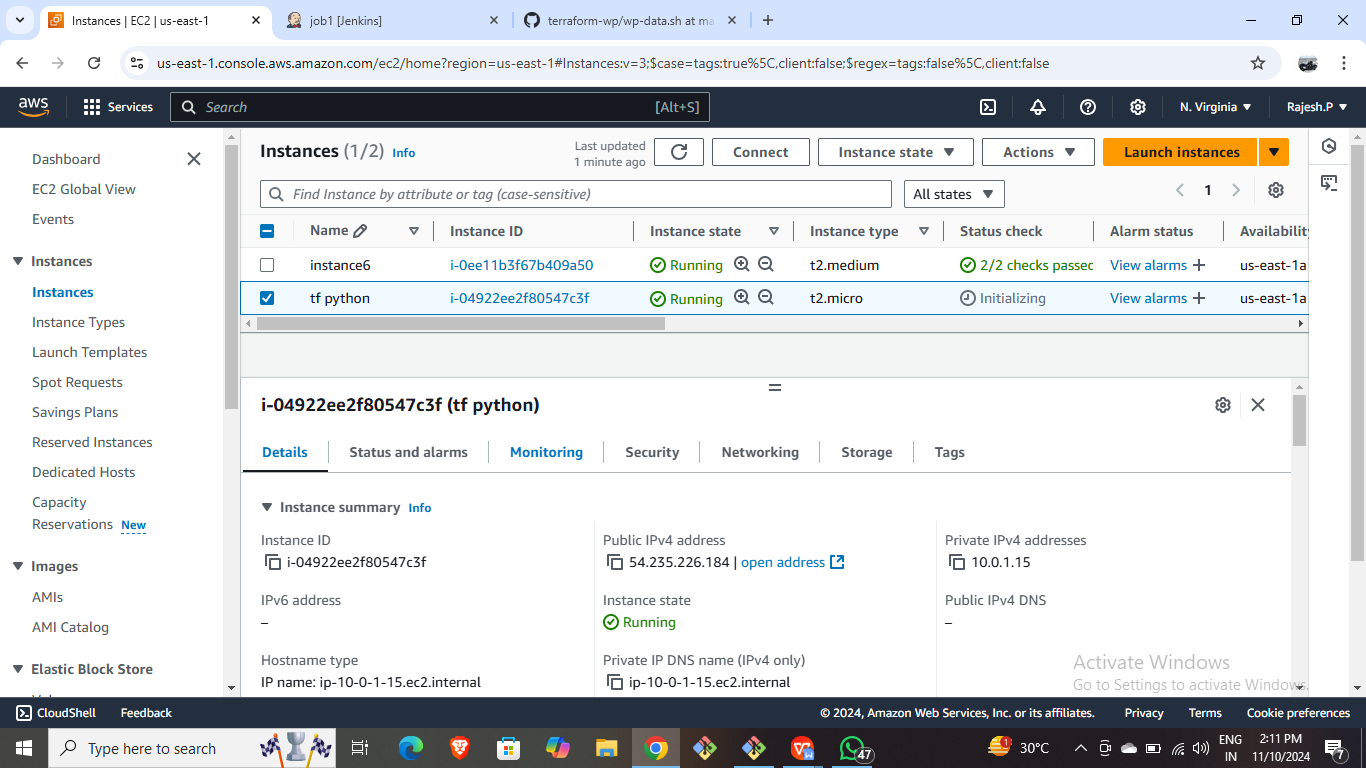 Instances | EC2 | us-east-1
job1 [Jenkins]
terraform-wp/wp-data.sh at ma
us-east-1.console.aws.amazon.com/ec2/home?region=us-east-1#Instances:v=3;$case=tags:true%5C,client:false;$regex=tags:false%5C,client:false
aws
Services
Search
[Alt+S]
N. Virginia
Rajesh.P
Dashboard
EC2 Global View
Events
Instances
Instances
Instance Types
Launch Templates
Spot Requests
Savings Plans
Reserved Instances
Dedicated Hosts
Capacity
Reservations New
Images
AMIs
AMI Catalog
Elastic Block Store
Instances (1/2) Info
Last updated
1 minute ago
Connect
Instance state
Actions
Launch instances
Find Instance by attribute or tag (case-sensitive)
All states
1
Name Instance ID Instance state Instance type Status check Alarm status Availability
instance6 i-0ee11b3f67b409a50 Running t2.medium 2/2 checks passed View alarms us-east-1a
tf python i-04922ee2f80547c3f Running t2.micro Initializing View alarms us-east-1a
i-04922ee2f80547c3f (tf python)
Details Status and alarms Monitoring Security Networking Storage Tags
Instance summary Info
Instance ID
i-04922ee2f80547c3f
Public IPv4 address
54.235.226.184 | open address
Private IPv4 addresses
10.0.1.15
IPv6 address
–
Instance state
Running
Public IPv4 DNS
–
Hostname type
IP name: ip-10-0-1-15.ec2.internal
Private IP DNS name (IPv4 only)
ip-10-0-1-15.ec2.internal
Activate Windows
Go to Settings to activate Windows.
CloudShell
Feedback
© 2024, Amazon Web Services, Inc. or its affiliates.
Privacy
Terms
Cookie preferences
Type here to search
47
30°C
ENG
IN
2:11 PM
11/10/2024
7